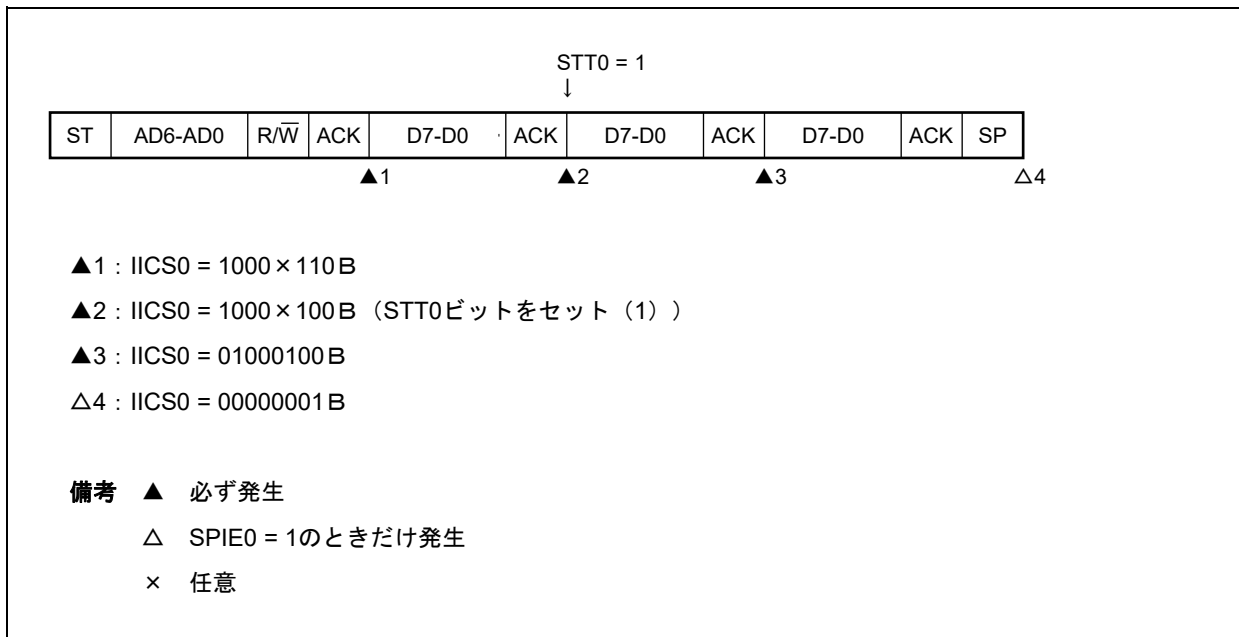 STT0 = 1
↓
ST AD6-AD0 R/W̅ ACK D7-D0 ACK D7-D0 ACK D7-D0 ACK SP
▲1 ▲2 ▲3 △4
▲1：IICS0 = 1000×110B
▲2：IICS0 = 1000×100B（STT0ビットをセット（1））
▲3：IICS0 = 01000100B
△4：IICS0 = 00000001B
備考 ▲ 必ず発生
△ SPIE0 = 1のときだけ発生
× 任意